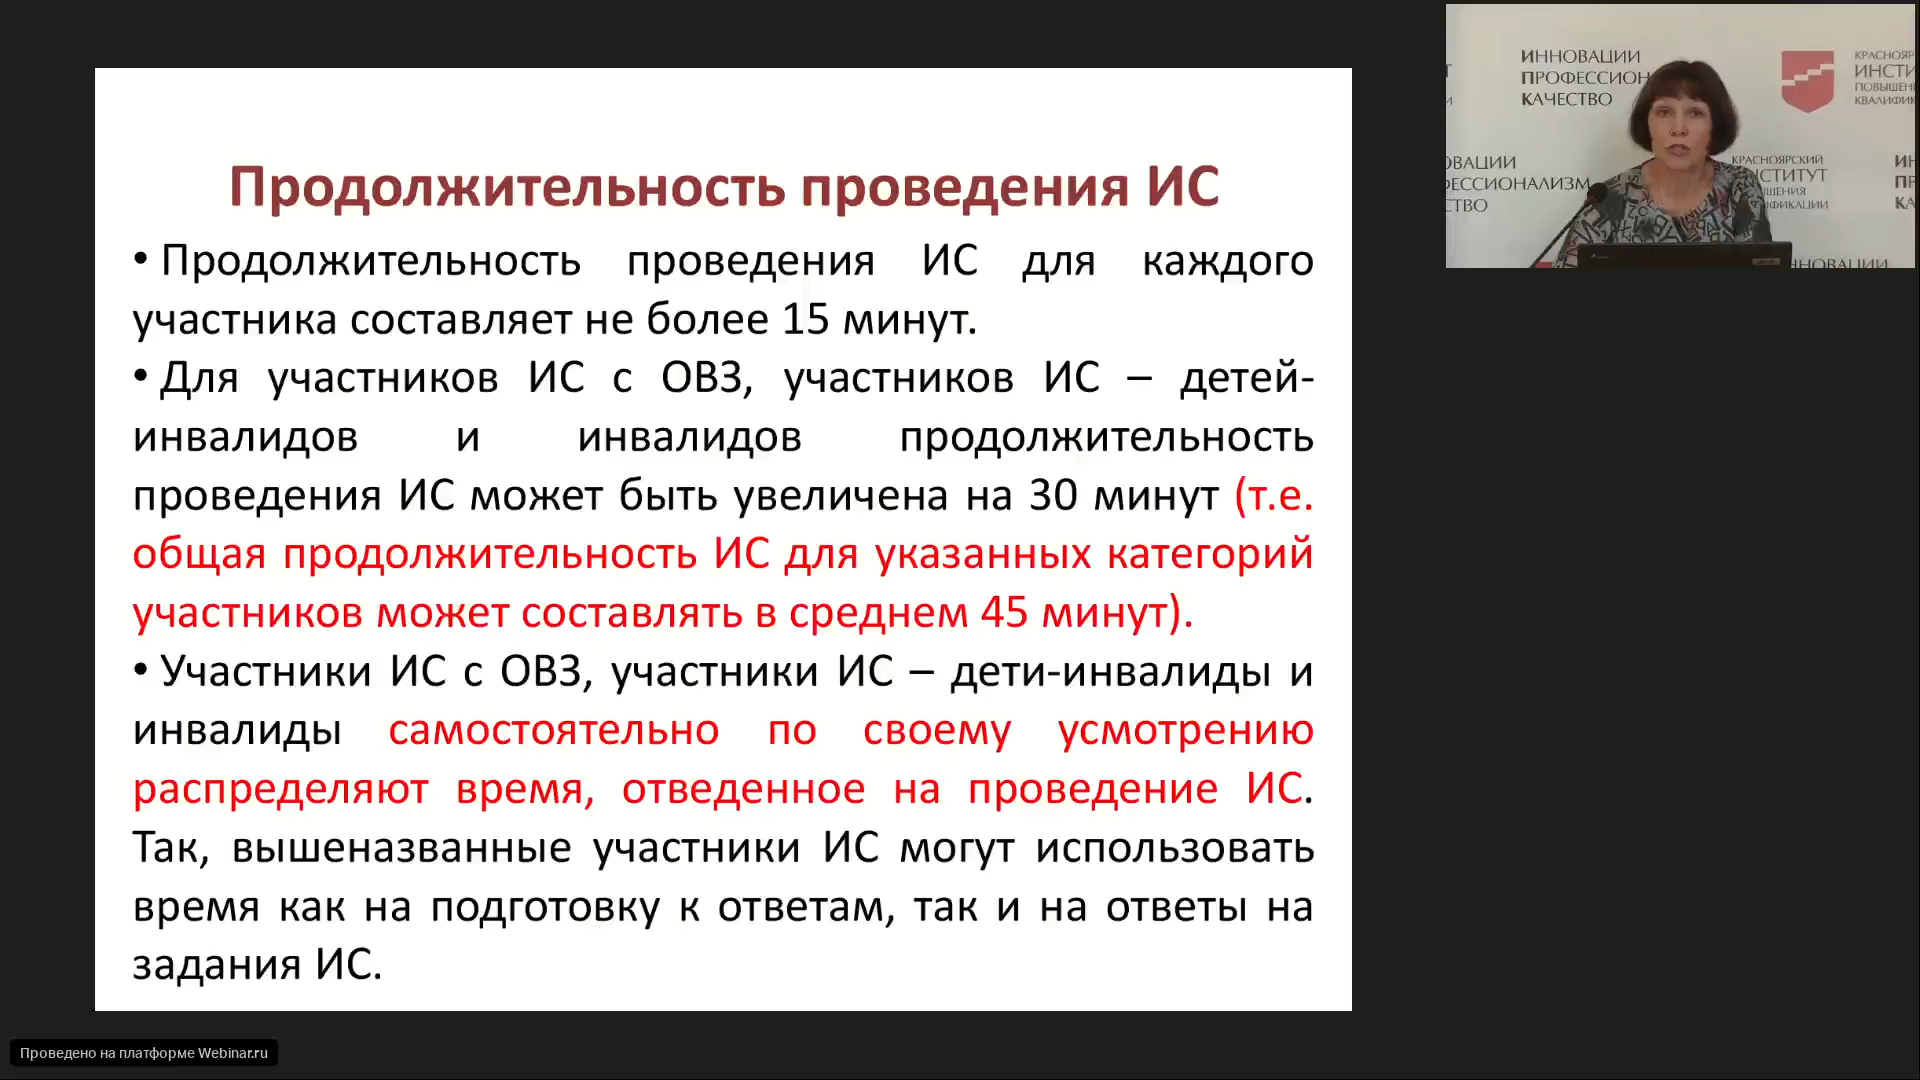 Продолжительность проведения ИС
• Продолжительность проведения ИС для каждого
участника составляет не более 15 минут.
• Для участников ИС с ОВЗ, участников ИС – детей-
инвалидов и инвалидов продолжительность
проведения ИС может быть увеличена на 30 минут (т.е.
общая продолжительность ИС для указанных категорий
участников может составлять в среднем 45 минут).
• Участники ИС с ОВЗ, участники ИС – дети-инвалиды и
инвалиды самостоятельно по своему усмотрению
распределяют время, отведенное на проведение ИС.
Так, вышеназванные участники ИС могут использовать
время как на подготовку к ответам, так и на ответы на
задания ИС.
ИННОВАЦИИ
ПРОФЕССИОН
КАЧЕСТВО
КРАСНОЯР
ИНСТИ
ПОВЫШЕН
КВАЛИФИК
ОВАЦИИ
ФЕССИОНАЛИЗМ
СТВО
КРАСНОЯРСКИЙ
НСТИТУТ
ШЕНИЯ
ФИКАЦИИ
ИН
ПР
КА
ННОВАЦИИ
Проведено на платформе Webinar.ru